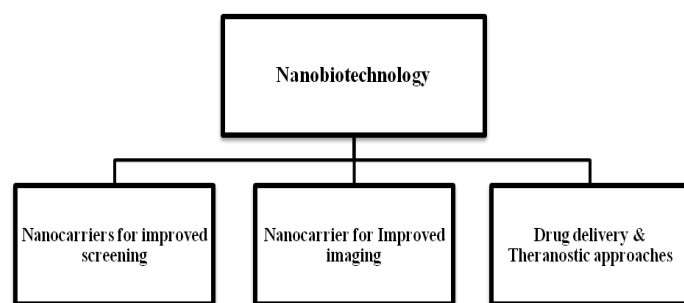 Nanobiotechnology
Nanocarriers for improved
screening
Nanocarrier for Improved
imaging
Drug delivery &
Theranostic approaches